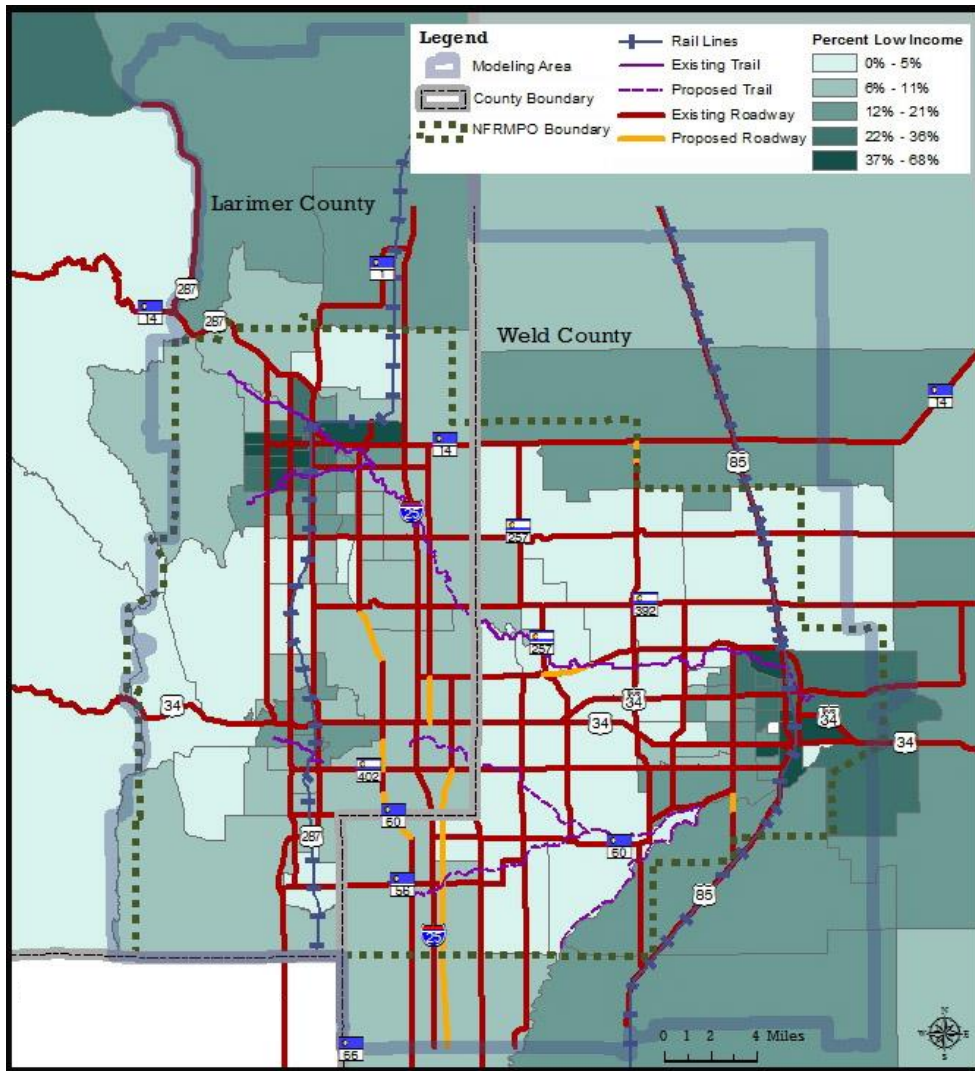 Legend
Modeling Area
County Boundary
NFRMPO Boundary
Rail Lines
Existing Trail
Proposed Trail
Existing Roadway
Proposed Roadway
Percent Low Income
0% - 5%
6% - 11%
12% - 21%
22% - 36%
37% - 68%
Larimer County
Weld County
1
287
14
287
14
14
85
25
257
392
257
34
34
34
34
34
402
60
287
60
56
85
25
66
0 1 2 4 Miles
N
W E
S